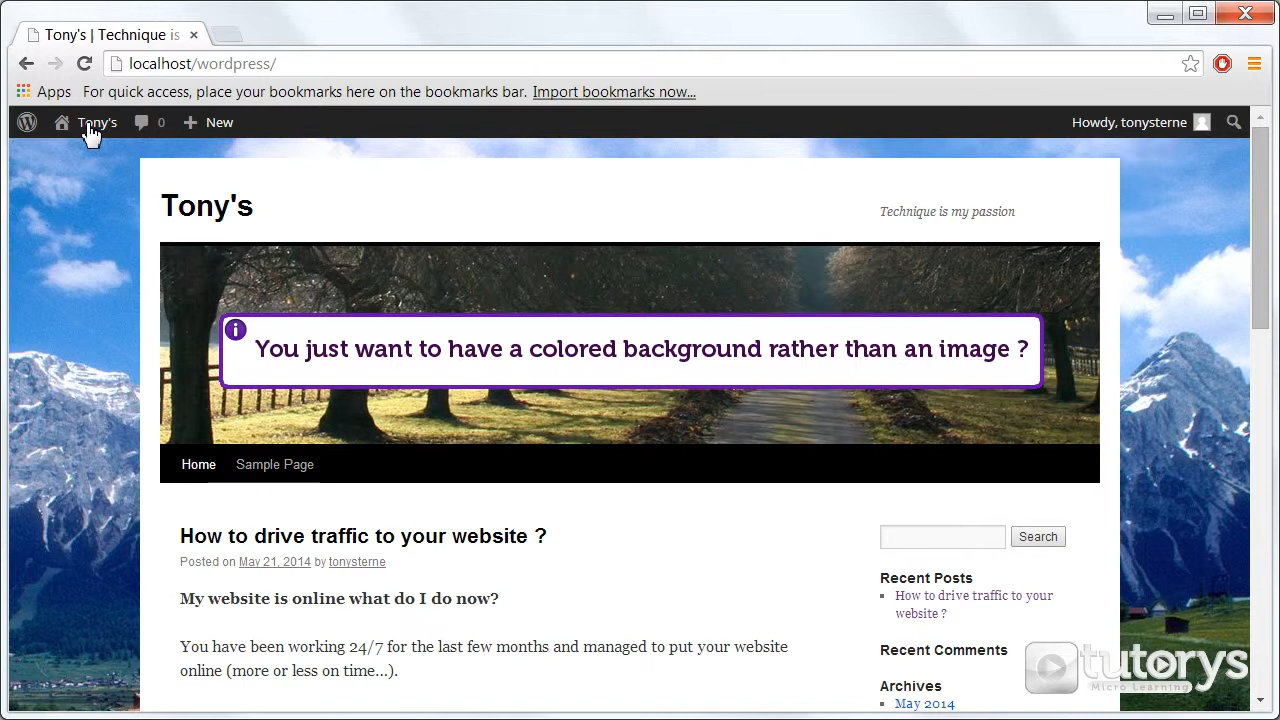 Tony's | Technique is
localhost/wordpress/
Apps For quick access, place your bookmarks here on the bookmarks bar. Import bookmarks now...
Tony's 0 New Howdy, tonysterne
Tony's
Technique is my passion
You just want to have a colored background rather than an image ?
Home Sample Page
How to drive traffic to your website ?
Posted on May 21, 2014 by tonysterne
My website is online what do I do now?
You have been working 24/7 for the last few months and managed to put your website
online (more or less on time...).
Search
Recent Posts
How to drive traffic to your
website ?
Recent Comments
Archives
May 2014
tutorys
Micro Learning